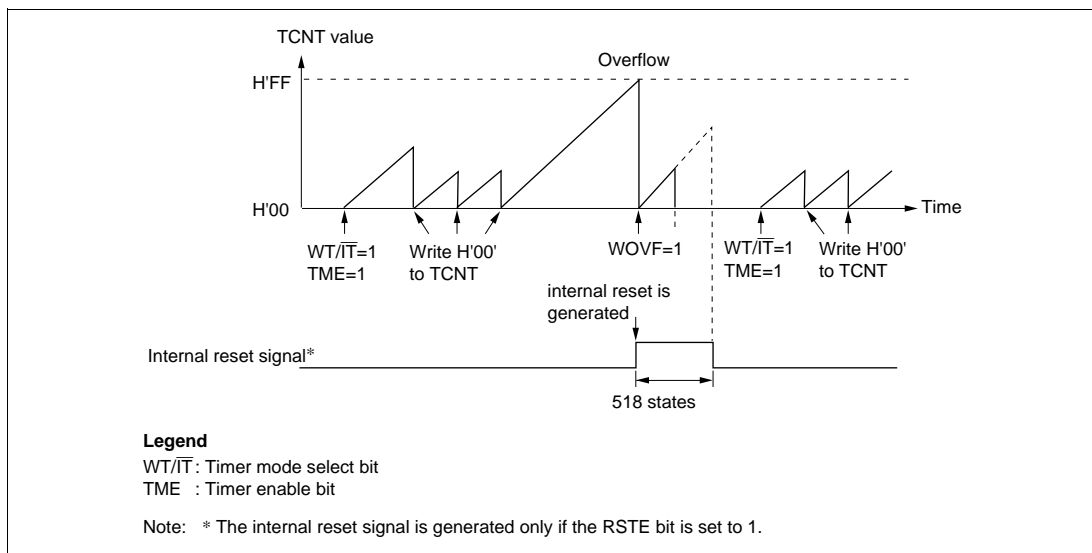 TCNT value
Overflow
H'FF
H'00
Time
WT/IT=1
TME=1
Write H'00'
to TCNT
WOVF=1
WT/IT=1
TME=1
Write H'00'
to TCNT
internal reset is
generated
Internal reset signal*
518 states
Legend
WT/IT : Timer mode select bit
TME : Timer enable bit
Note: * The internal reset signal is generated only if the RSTE bit is set to 1.